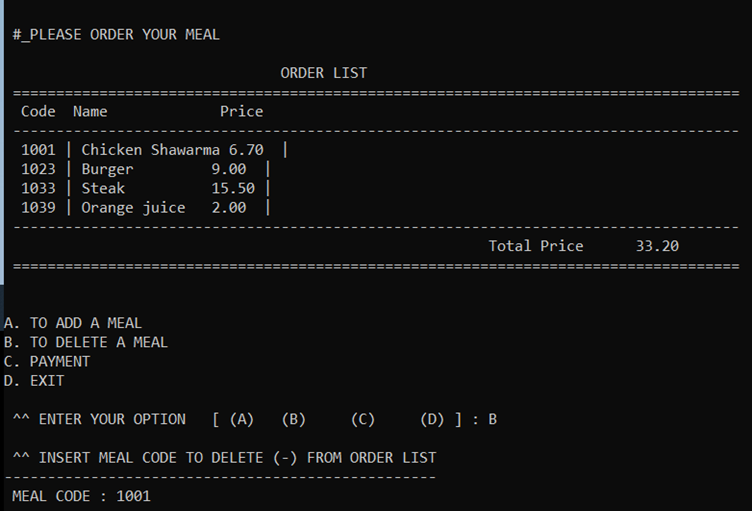 #_PLEASE ORDER YOUR MEAL
ORDER LIST
====================================================================================
Code  Name             Price
------------------------------------------------------------------------------------
1001 | Chicken Shawarma 6.70  |
1023 | Burger         9.00  |
1033 | Steak          15.50 |
1039 | Orange juice   2.00  |
------------------------------------------------------------------------------------
Total Price      33.20
====================================================================================
A. TO ADD A MEAL
B. TO DELETE A MEAL
C. PAYMENT
D. EXIT
^^ ENTER YOUR OPTION   [ (A)   (B)     (C)     (D) ] : B
^^ INSERT MEAL CODE TO DELETE (-) FROM ORDER LIST
--------------------------------------------------
MEAL CODE : 1001